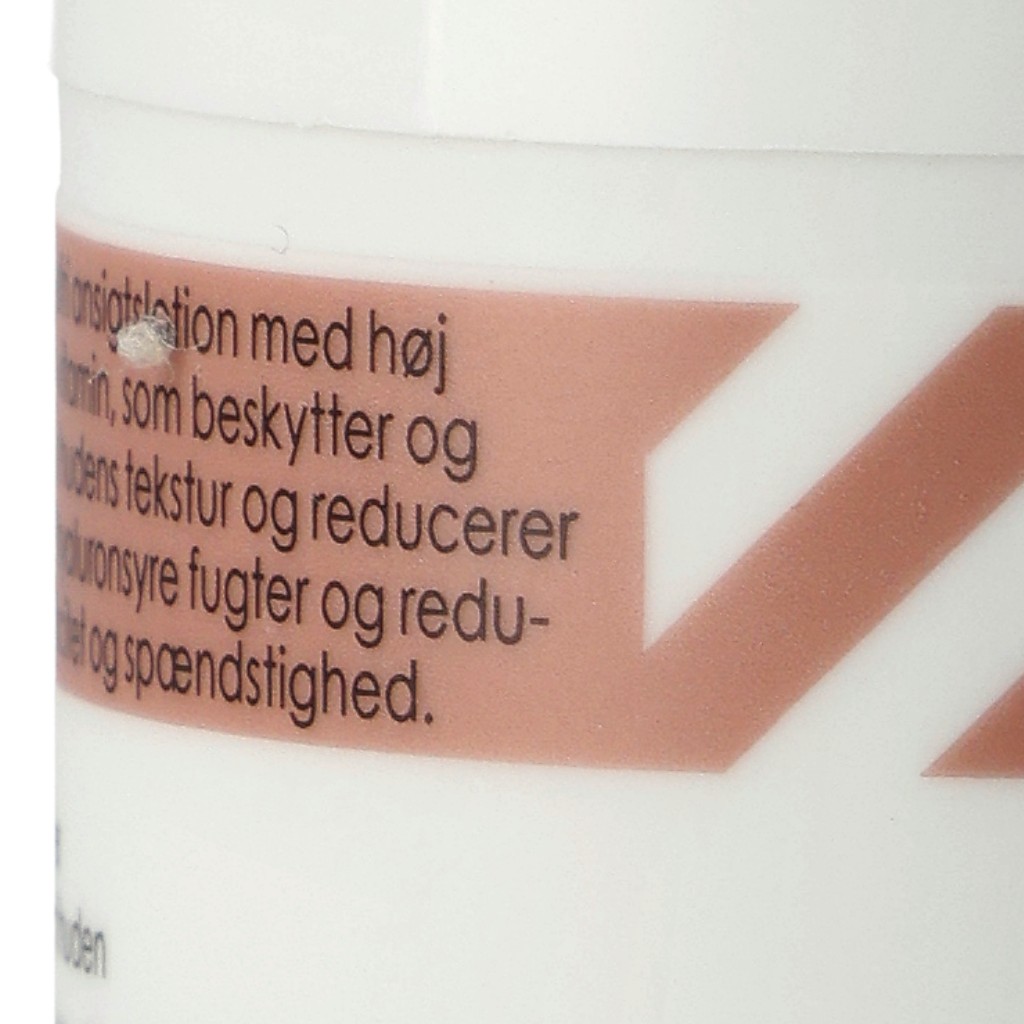 ansigtslotion med høj
som beskytter og
tekstur og reducerer
fugter og redu-
og spændstighed.